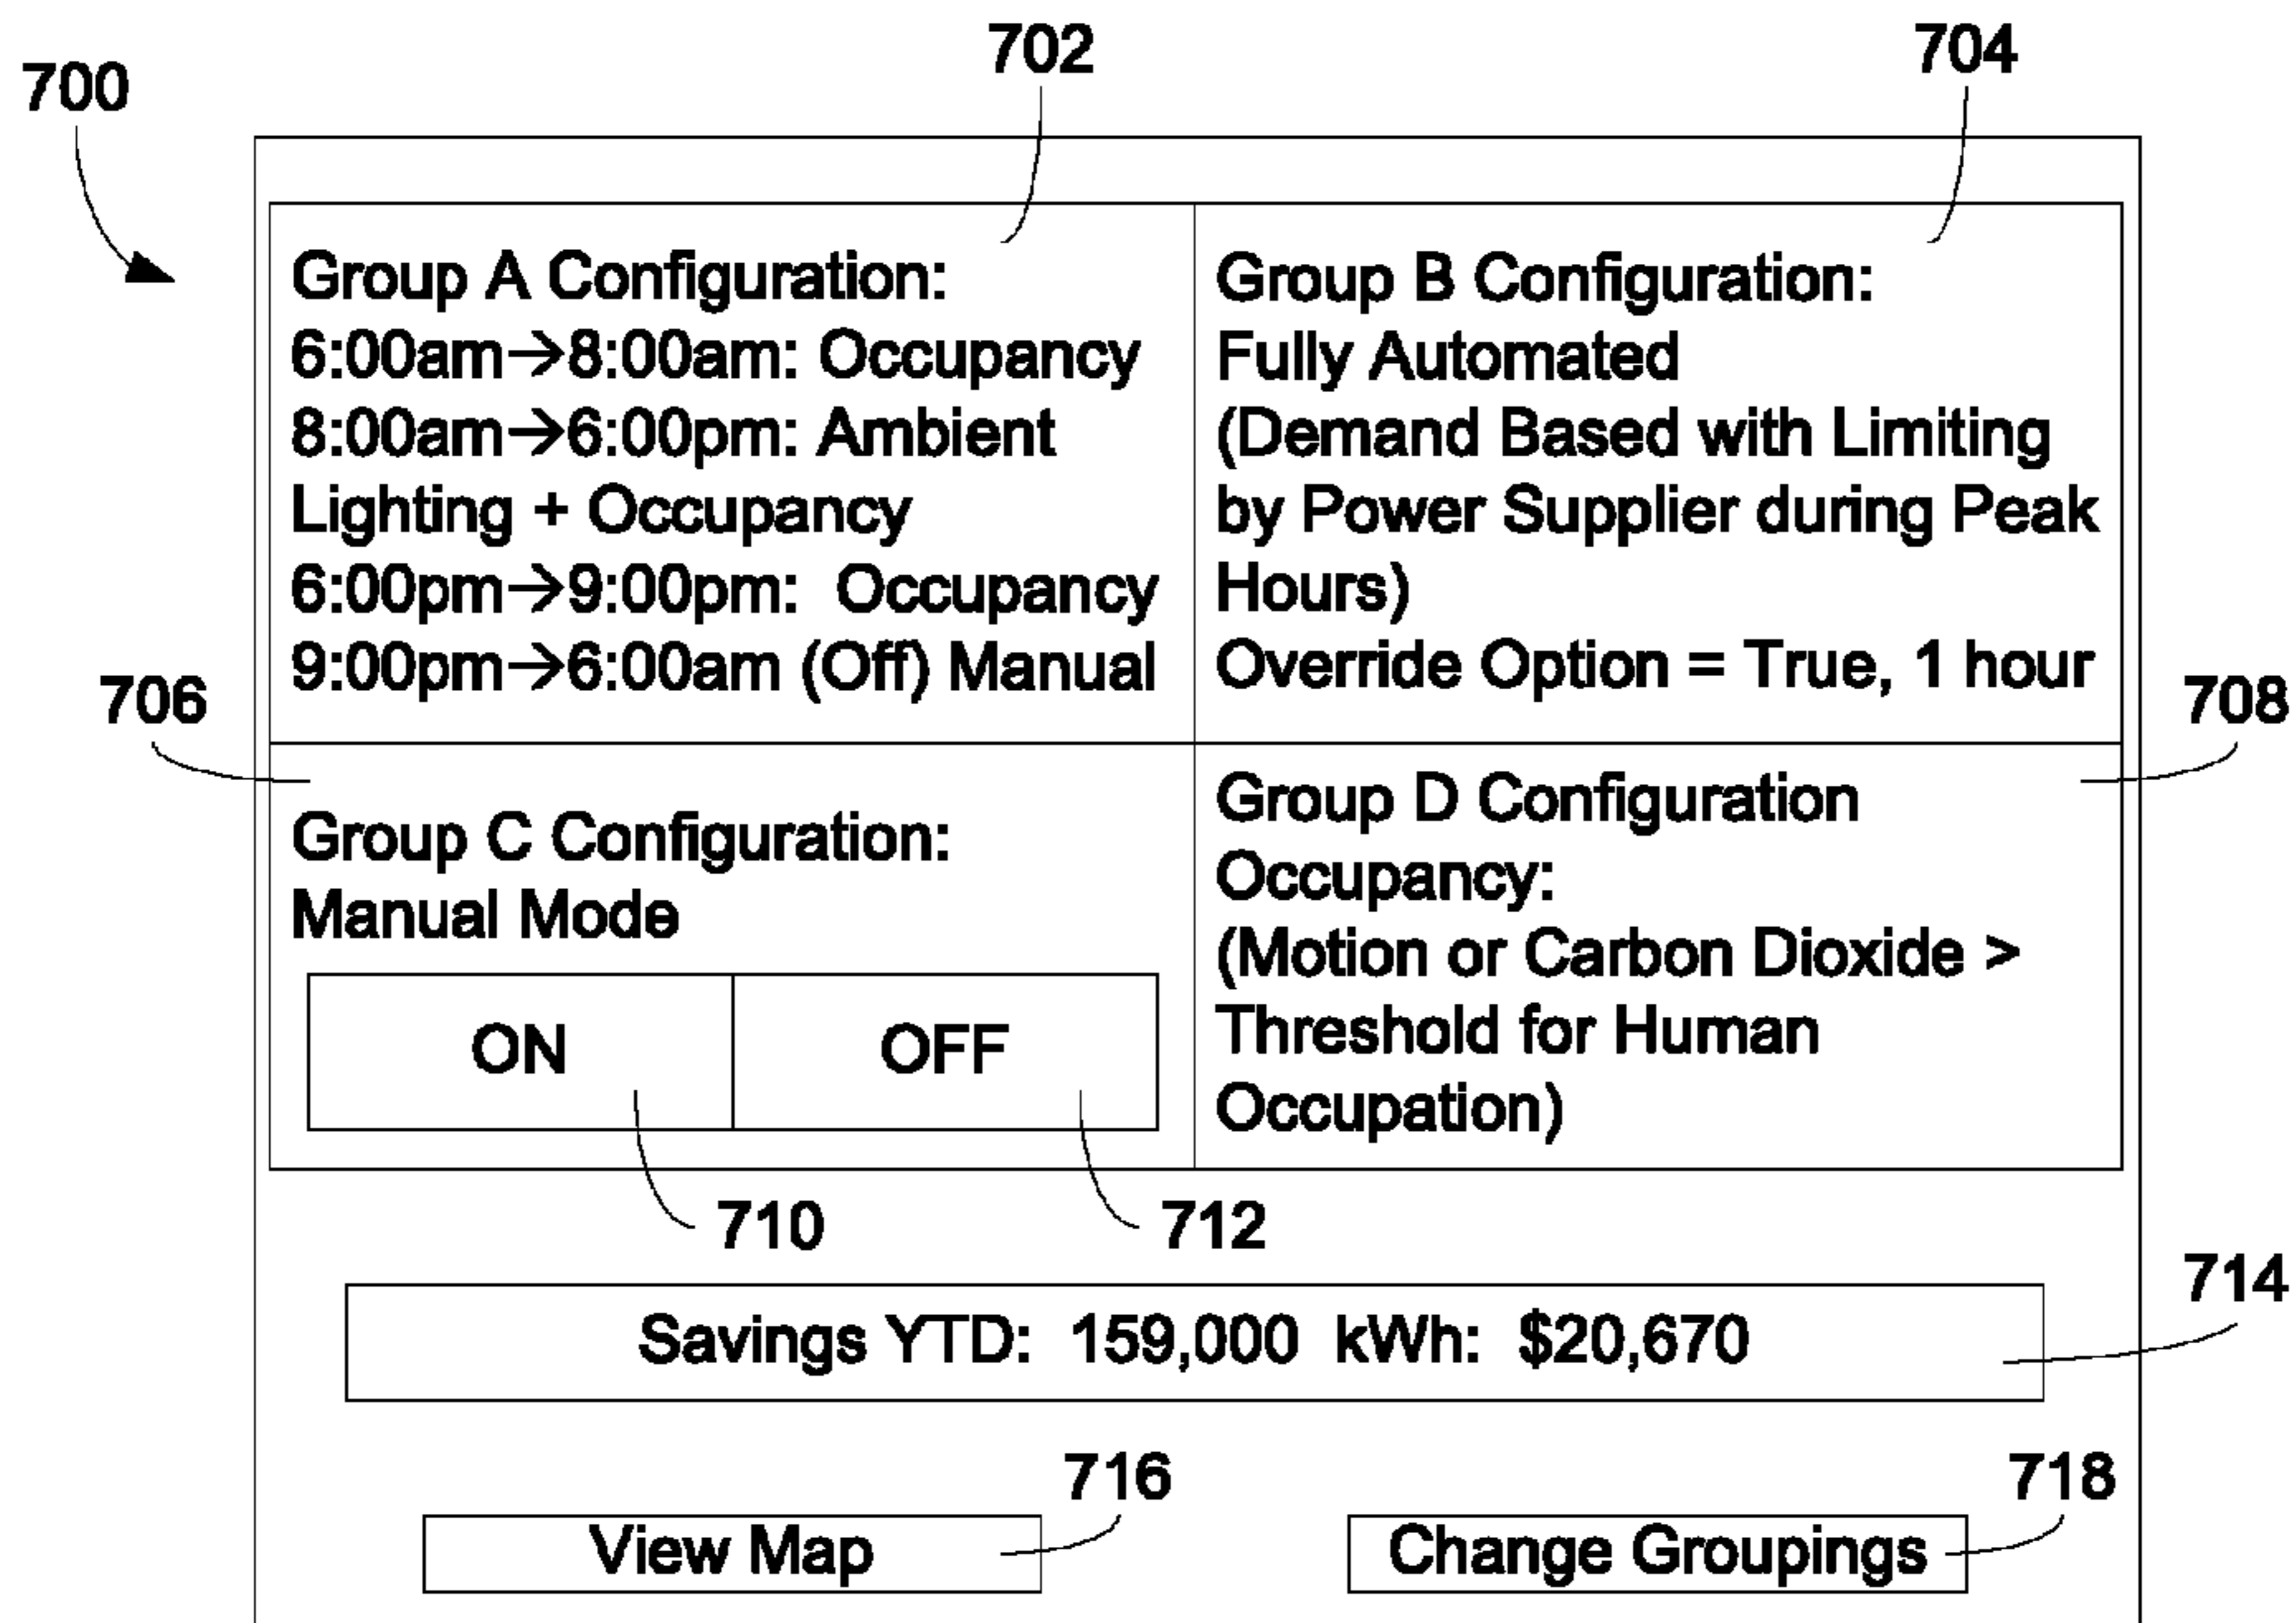 702
704
700
Group A Configuration:
6:00am→8:00am: Occupancy
8:00am→6:00pm: Ambient
Lighting + Occupancy
6:00pm→9:00pm:  Occupancy
9:00pm→6:00am (Off) Manual
Group B Configuration:
Fully Automated
(Demand Based with Limiting
by Power Supplier during Peak
Hours)
Override Option = True, 1 hour
706
708
Group C Configuration:
Manual Mode
ON
OFF
Group D Configuration
Occupancy:
(Motion or Carbon Dioxide >
Threshold for Human
Occupation)
710
712
714
Savings YTD:  159,000  kWh:  $20,670
716
718
View Map
Change Groupings